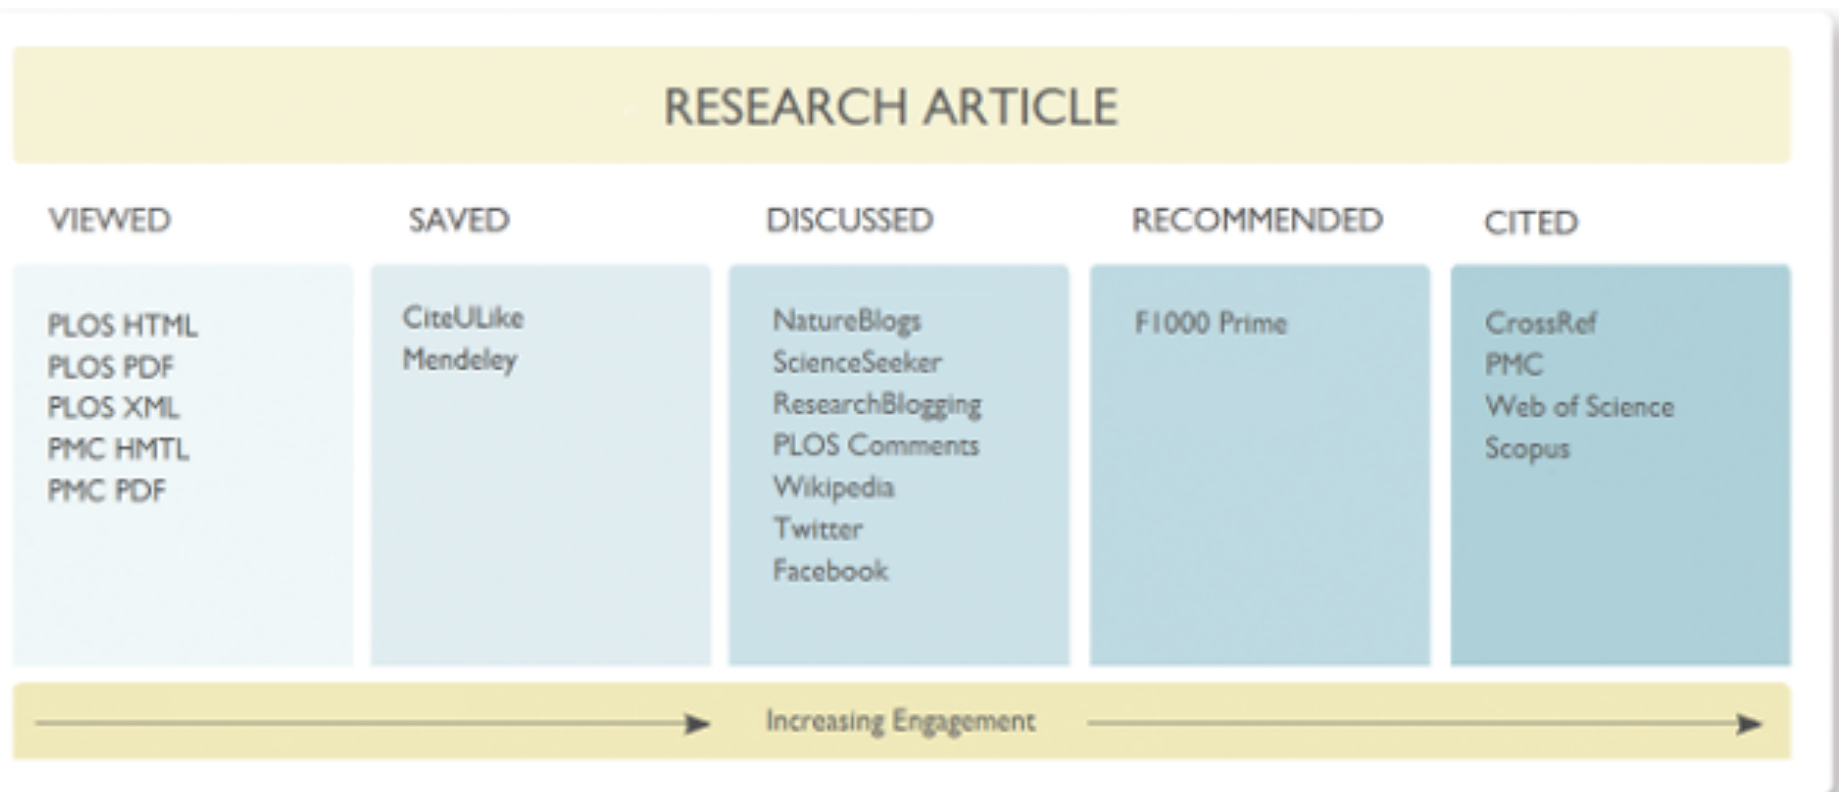 RESEARCH ARTICLE
VIEWED
PLOS HTML
PLOS PDF
PLOS XML
PMC HMTL
PMC PDF
SAVED
CiteULike
Mendeley
DISCUSSED
NatureBlogs
ScienceSeeker
ResearchBlogging
PLOS Comments
Wikipedia
Twitter
Facebook
RECOMMENDED
F1000 Prime
CITED
CrossRef
PMC
Web of Science
Scopus
Increasing Engagement